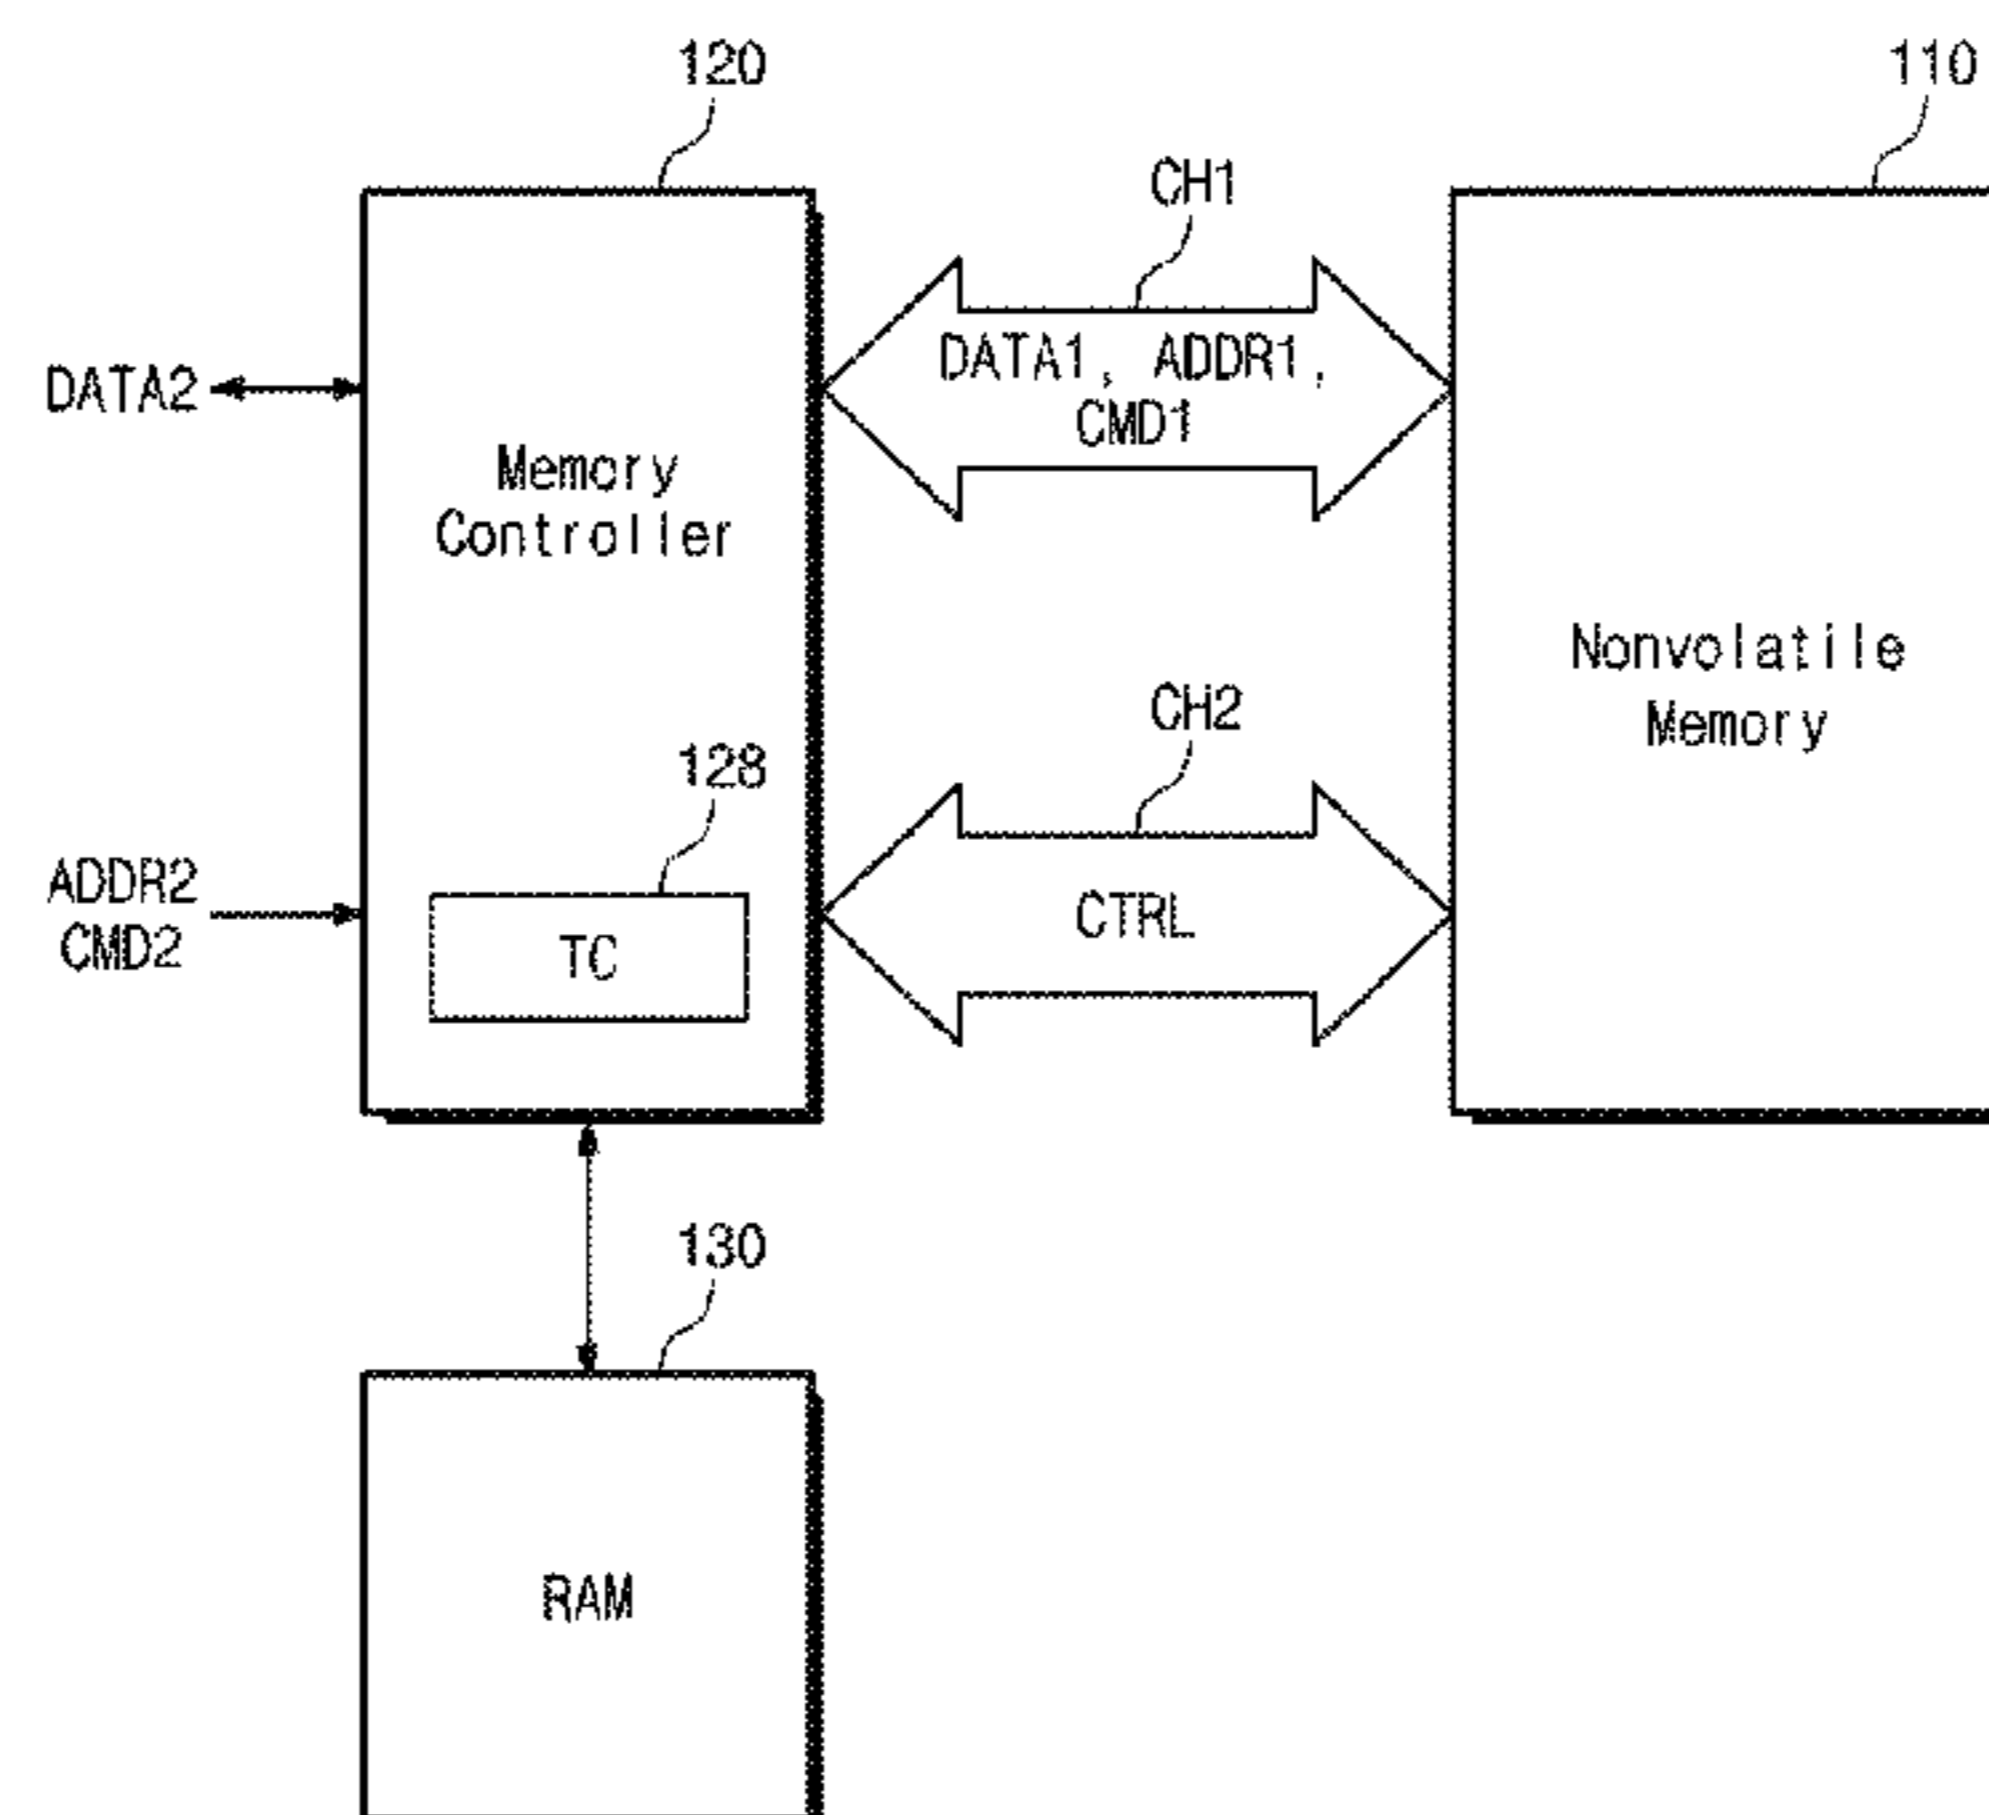 120
110
CH1
DATA1, ADDR1,
CMD1
DATA2
Memory
Controller
Nonvolatile
Memory
CH2
128
ADDR2
CMD2
TC
CTRL
130
RAM